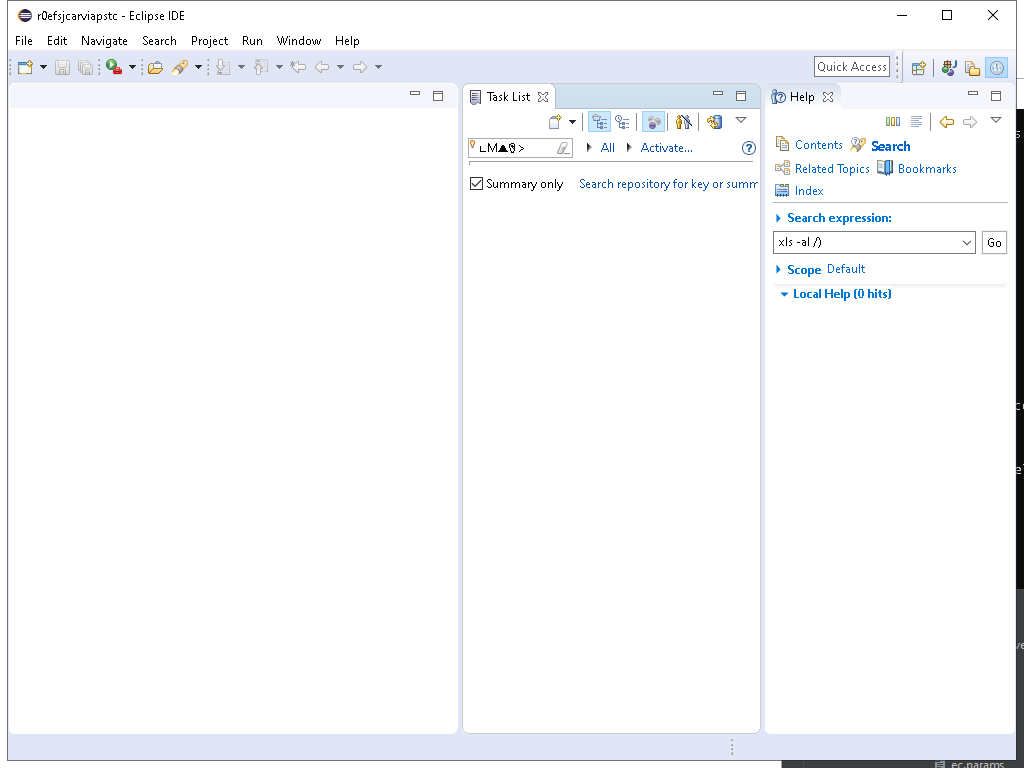 r0efsjcarviapstc - Eclipse IDE
File Edit Navigate Search Project Run Window Help
Quick Access
Task List
Help
Contents Search
All Activate...
Related Topics Bookmarks
Summary only Search repository for key or summ
Index
Search expression:
xls -al /)
Go
Scope Default
Local Help (0 hits)
ec.params